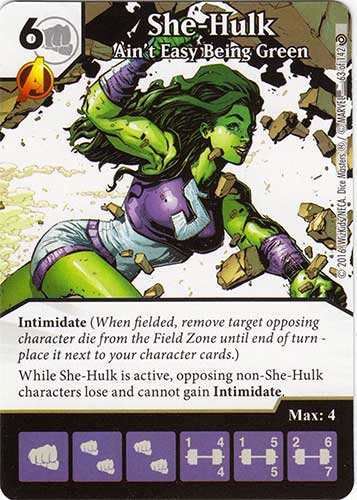 6
She-Hulk
Ain't Easy Being Green
63 of 142
© 2016 WizKids/NECA. Dice Masters ® / © MARVEL
Intimidate (When fielded, remove target opposing
character die from the Field Zone until end of turn -
place it next to your character cards.)
While She-Hulk is active, opposing non-She-Hulk
characters lose and cannot gain Intimidate.
Max: 4
1 4 4
1 5 5
2 6 7